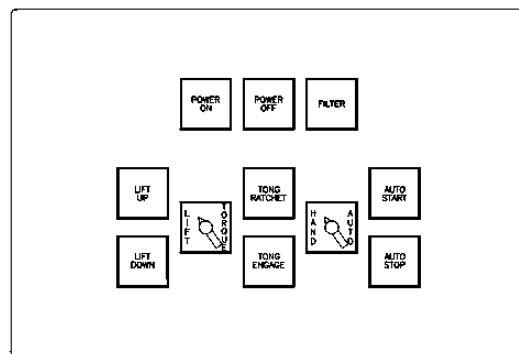 POWER
ON
POWER
OFF
FILTER
LIFT
UP
TONG
RATCHET
AUTO
START
LIFT
TORQUE
HAND
AUTO
LIFT
DOWN
TONG
ENGAGE
AUTO
STOP